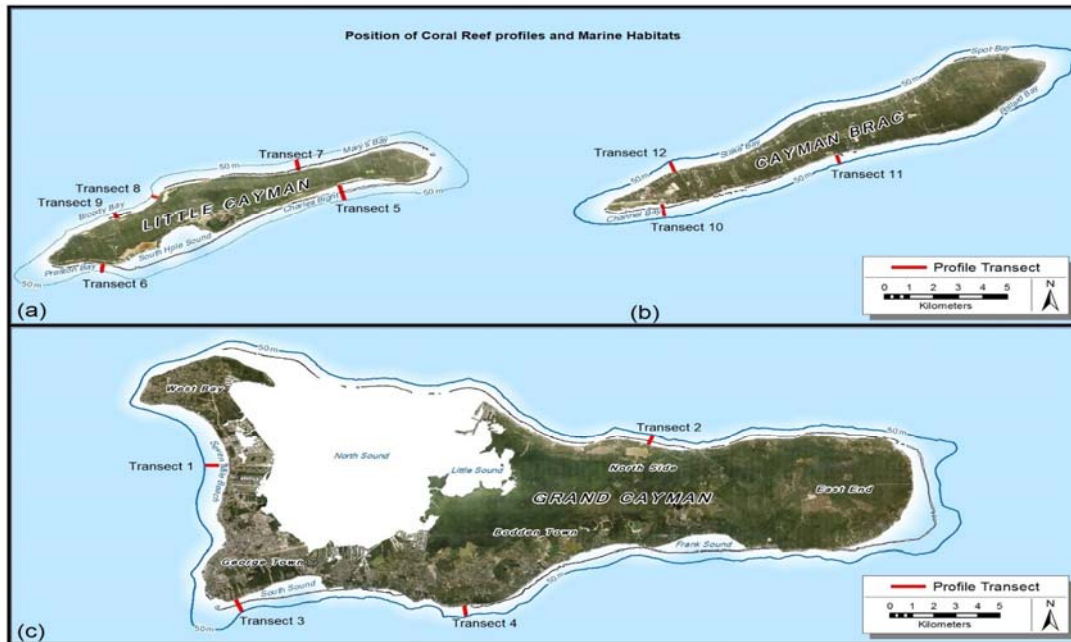 Position of Coral Reef profiles and Marine Habitats
50 m
Mary's Bay
Transect 7
Transect 8
Transect 9
Bloody Bay
LITTLE CAYMAN
Charles Bight
Transect 5
50 m
South Hole Sound
Preston Bay
50 m
Transect 6
(a)
Spot Bay
50 m
Pollard Bay
Stake Bay
CAYMAN BRAC
Transect 12
50 m
50 m
Transect 11
Channel Bay
Transect 10
Profile Transect
0 1 2 3 4 5
Kilometers
N
(b)
50 m
West Bay
Seven Mile Beach
Transect 1
North Sound
Little Sound
Transect 2
50 m
North Side
East End
GRAND CAYMAN
Bodden Town
Frank Sound
George Town
South Sound
50 m
50 m
Transect 3
Transect 4
Profile Transect
0 1 2 3 4 5
Kilometers
N
(c)